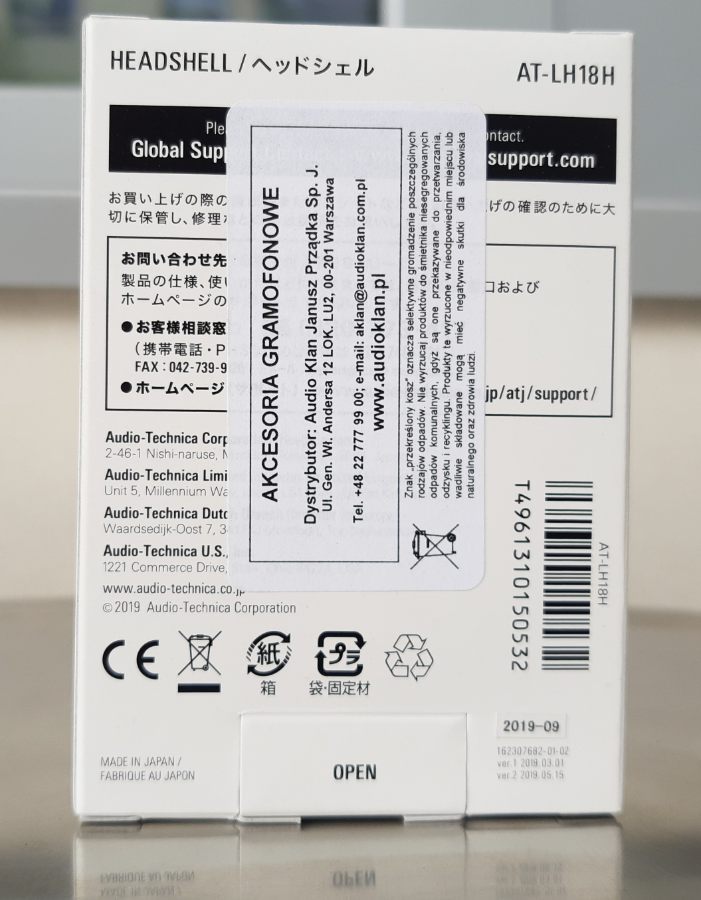 HEADSHELL / ヘッドシェル
AT-LH18H
Global Supp
ntact.
support.com
お買い上げの際の
げの確認のために大
切に保管し、修理
お問い合わせ先
製品の仕様、使い
口および
ホームページの
●お客様相談窓
（携帯電話・P
FAX : 042-739-9
●ホームページ
jp/atj/support/
Audio-Technica Corp
2-46-1 Nishi-naruse, M
Audio-Technica Limi
Unit 5, Millennium Wa
Audio-Technica Dutc
Waardsedijk-Oost 7, 3
Audio-Technica U.S.,
1221 Commerce Drive,
www.audio-technica.co.jp
©2019 Audio-Technica Corporation
AKCESORIA GRAMOFONOWE
Dystrybutor: Audio Klan Janusz Prządka Sp. J.
Ul. Gen. Wł. Andersa 12 LOK. LU2, 00-201 Warszawa
Tel. +48 22 777 99 00; e-mail: aklan@audioklan.com.pl
www.audioklan.pl
Znak „przekreślony kosz" oznacza selektywne gromadzenie poszczególnych
rodzajów odpadów. Nie wyrzucaj produktów do śmietnika niesegregowanych
odpadów komunalnych, gdyż są one przekazywane do przetwarzania,
odzysku i recyklingu. Produkty te wyrzucone w nieodpowiednim miejscu lub
wadliwie składowane mogą mieć negatywne skutki dla środowiska
naturalnego oraz zdrowia ludzi.
T4961310150532
AT-LH18H
CE
紙
箱
プラ
袋・固定材
2019-09
162307682-01-02
ver.1 2019.03.01
ver.2 2019.05.15
MADE IN JAPAN /
FABRIQUÉ AU JAPON
OPEN